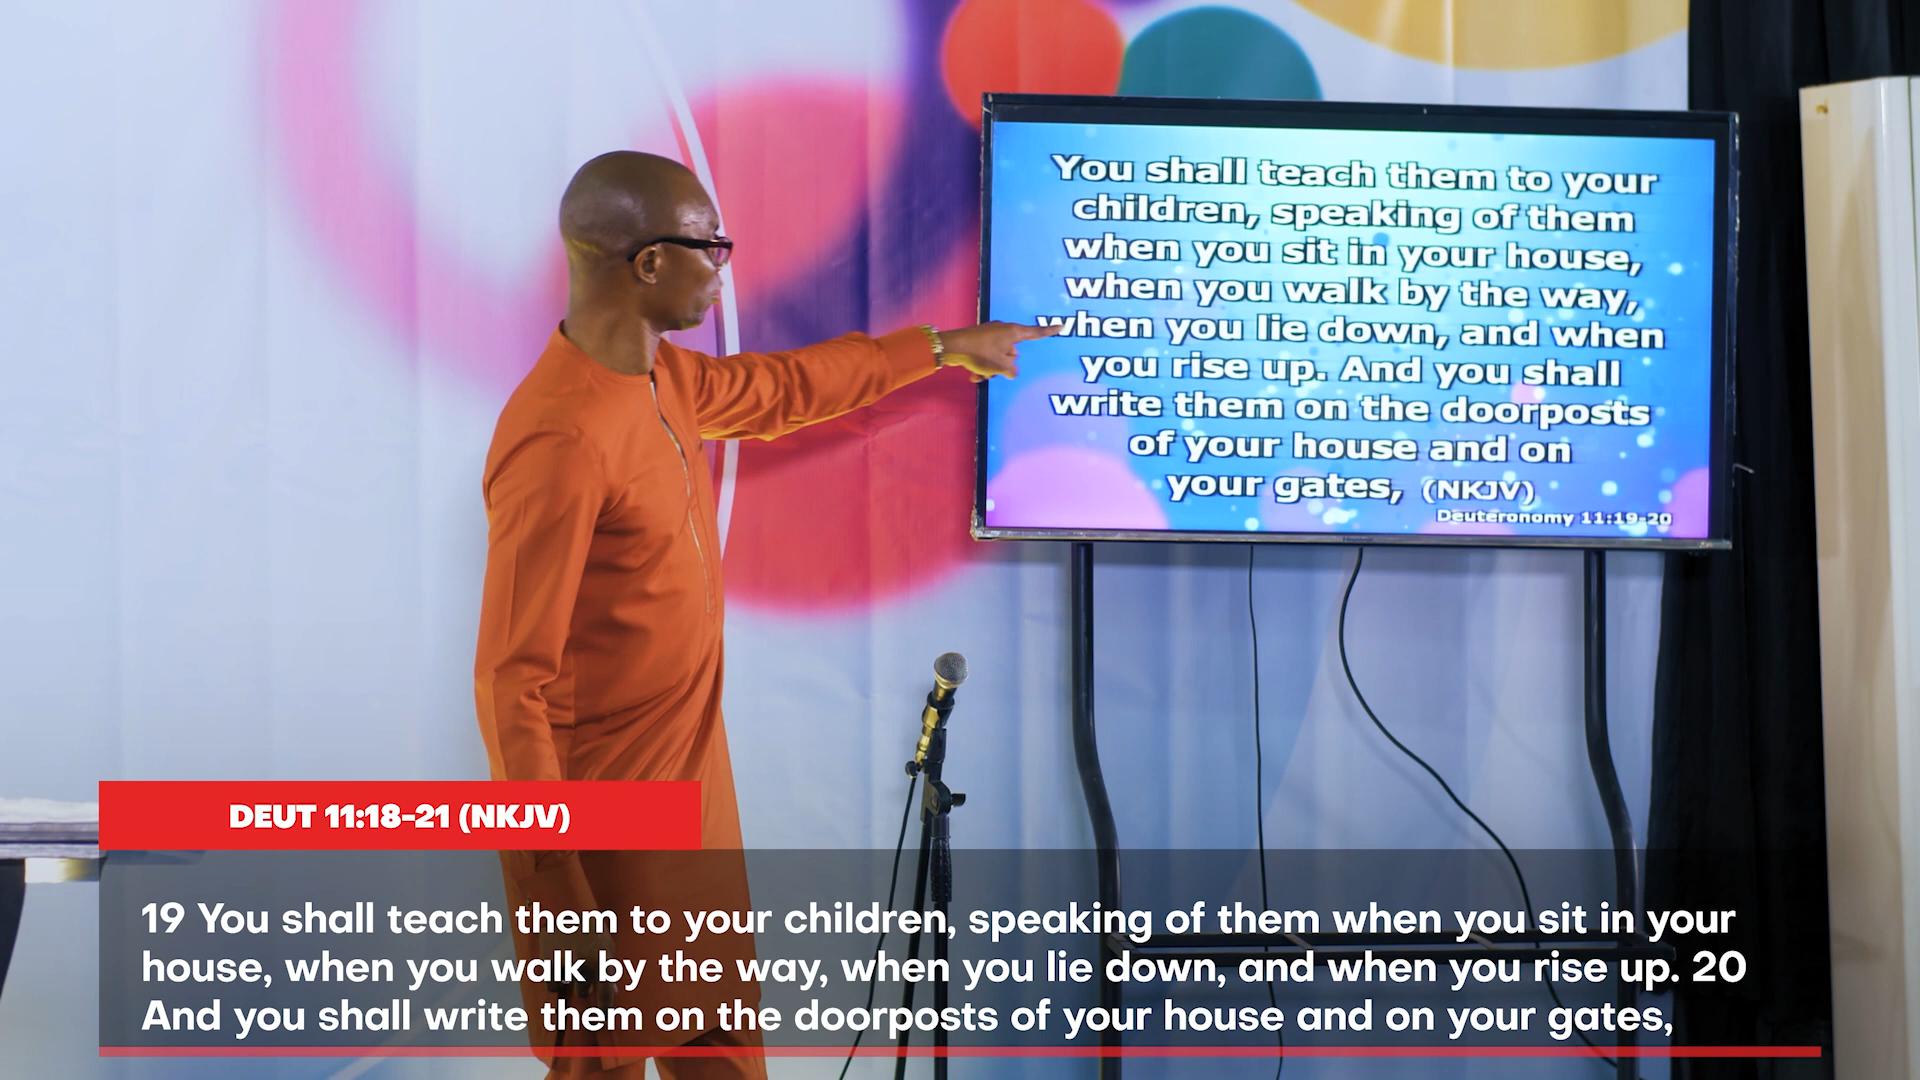 You shall teach them to your
children, speaking of them
when you sit in your house,
when you walk by the way,
when you lie down, and when
you rise up. And you shall
write them on the doorposts
of your house and on
your gates, (NKJV)
Deuteronomy 11:19-20
DEUT 11:18-21 (NKJV)
19 You shall teach them to your children, speaking of them when you sit in your
house, when you walk by the way, when you lie down, and when you rise up. 20
And you shall write them on the doorposts of your house and on your gates,